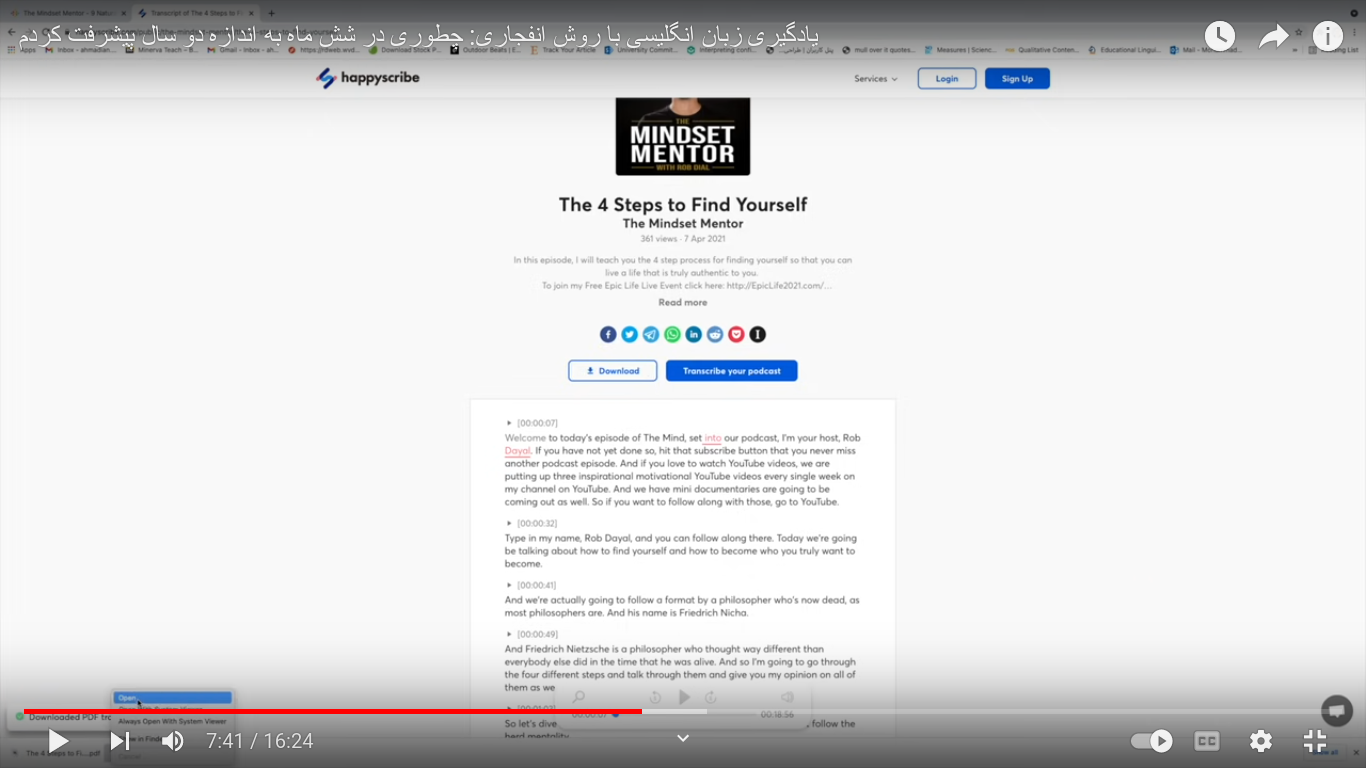 The Mindset Mentor - 6 Natu
Transcript of The 4 Steps to Fi
یادگیری زبان انگلیسی با روش انفجاری: چطوری در شش ماه به اندازه دو سال پیشرفت کردم
Apps
Inbox - ahmadian...
Minerva Teach - B...
Gmail - Inbox - ah...
https://ndweb.wvd...
Download Stock P...
Outdoor Beats | E...
Track Your Article
University Commit...
Interpreting confi...
mull over it quotes...
Measures | Scienc...
Qualitative Conten...
Educational Lingui...
happyscribe
Services
Login
Sign Up
THE
MINDSET
MENTOR
WITH ROB DIAL
The 4 Steps to Find Yourself
The Mindset Mentor
361 views · 7 Apr 2021
In this episode, I will teach you the 4 step process for finding yourself so that you can
live a life that is truly authentic to you.
To join my Free Epic Life Live Event click here: http://EpicLife2021.com/...
Read more
Download
Transcribe your podcast
[00:00:07]
Welcome to today's episode of The Mind, set into our podcast, I'm your host, Rob
Dayal. If you have not yet done so, hit that subscribe button that you never miss
another podcast episode. And if you love to watch YouTube videos, we are
putting up three inspirational motivational YouTube videos every single week on
my channel on YouTube. And we have mini documentaries are going to be
coming out as well. So if you want to follow along with those, go to YouTube.
[00:00:32]
Type in my name, Rob Dayal, and you can follow along there. Today we're going
be talking about how to find yourself and how to become who you truly want to
become.
[00:00:41]
And we're actually going to follow a format by a philosopher who's now dead, as
most philosophers are. And his name is Friedrich Nicha.
[00:00:49]
And Friedrich Nietzsche is a philosopher who thought way different than
everybody else did in the time that he was alive. And so I'm going to go through
the four different steps and talk through them and give you my opinion on all of
them as we
So let's dive
, follow the
herd mentality
00:00:07
00:18:56
Open
Always Open With System Viewer
Downloaded PDF tra
The 4 Steps to Fi....pdf
7:41 / 16:24
CC